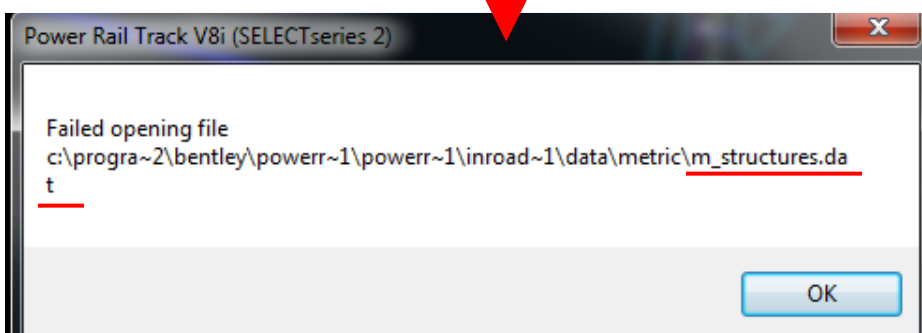 Power Rail Track V8i (SELECTseries 2)
x
Failed opening file
c:\progra~2\bentley\powerr~1\powerr~1\inroad~1\data\metric\m_structures.da
t
OK